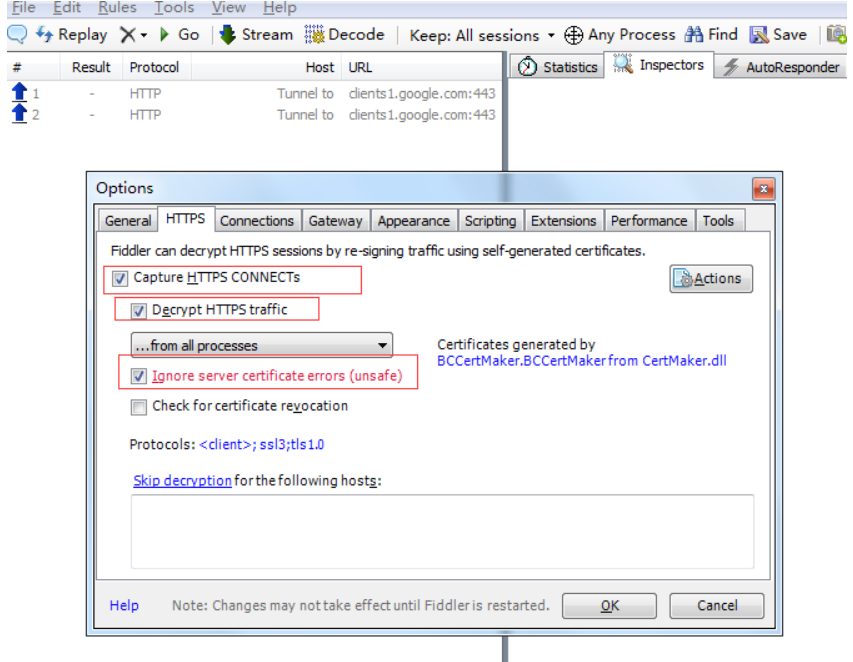 File Edit Rules Tools View Help
Replay Go Stream Decode Keep: All sessions Any Process Find Save
# Result Protocol Host URL Statistics Inspectors AutoResponder
1 - HTTP Tunnel to clients1.google.com:443
2 - HTTP Tunnel to clients1.google.com:443
Options
General HTTPS Connections Gateway Appearance Scripting Extensions Performance Tools
Fiddler can decrypt HTTPS sessions by re-signing traffic using self-generated certificates.
Capture HTTPS CONNECTs Actions
Decrypt HTTPS traffic
...from all processes Certificates generated by
BCCertMaker.BCCertMaker from CertMaker.dll
Ignore server certificate errors (unsafe)
Check for certificate revocation
Protocols: <client>; ssl3;tls1.0
Skip decryption for the following hosts:
Help Note: Changes may not take effect until Fiddler is restarted. OK Cancel